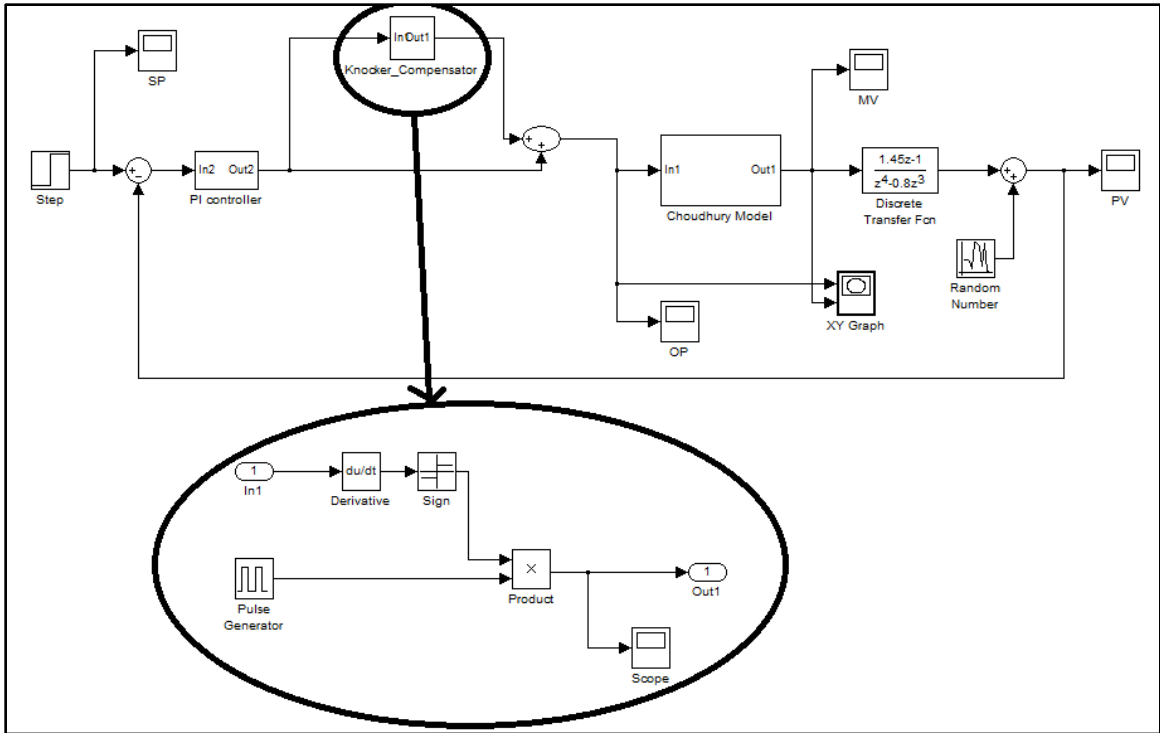 SP
In1Out1
Knocker_Compensator
MV
Step
+
−
In2 Out2
PI controller
+
+
In1 Out1
Choudhury Model
1.45z-1
z⁴-0.8z³
Discrete
Transfer Fcn
+
+
PV
Random
Number
XY Graph
OP
1
In1
du/dt
Derivative
Sign
Pulse
Generator
×
Product
1
Out1
Scope